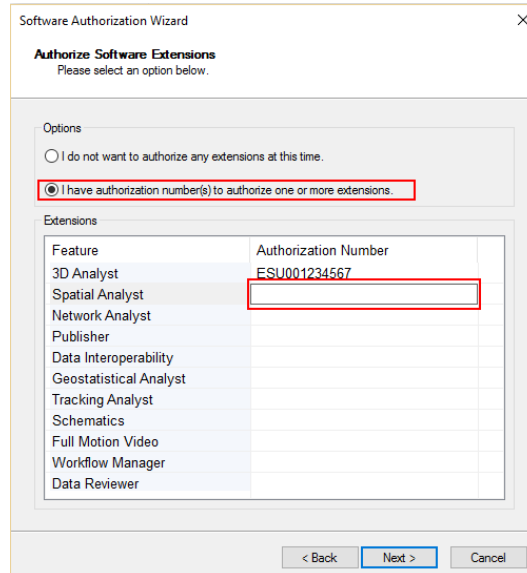 Software Authorization Wizard
Authorize Software Extensions
Please select an option below.
Options
I do not want to authorize any extensions at this time.
I have authorization number(s) to authorize one or more extensions.
Extensions
Feature Authorization Number
3D Analyst ESU001234567
Spatial Analyst
Network Analyst
Publisher
Data Interoperability
Geostatistical Analyst
Tracking Analyst
Schematics
Full Motion Video
Workflow Manager
Data Reviewer
< Back Next > Cancel